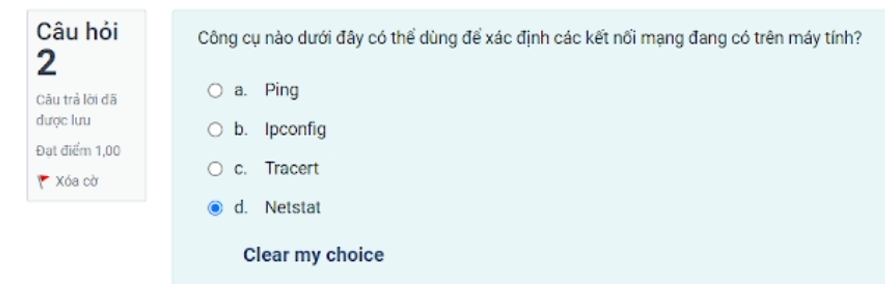 Câu hỏi
2
Câu trả lời đã
được lưu
Đạt điểm 1,00
Xóa cờ
Công cụ nào dưới đây có thể dùng để xác định các kết nối mạng đang có trên máy tính?
a. Ping
b. Ipconfig
c. Tracert
d. Netstat
Clear my choice